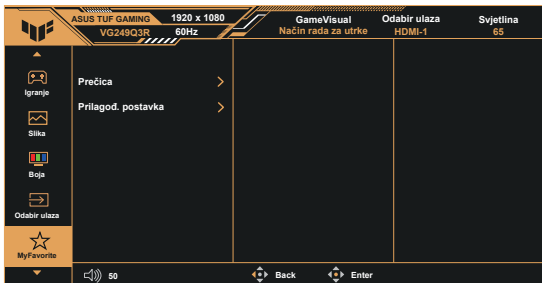 ASUS TUF GAMING
VG249Q3R
1920 x 1080
60Hz
GameVisual
Način rada za utrke
Odabir ulaza
HDMI-1
Svjetlina
65
Igranje
Slika
Boja
Odabir ulaza
MyFavorite
Prečica
Prilagođ. postavka
50
Back
Enter